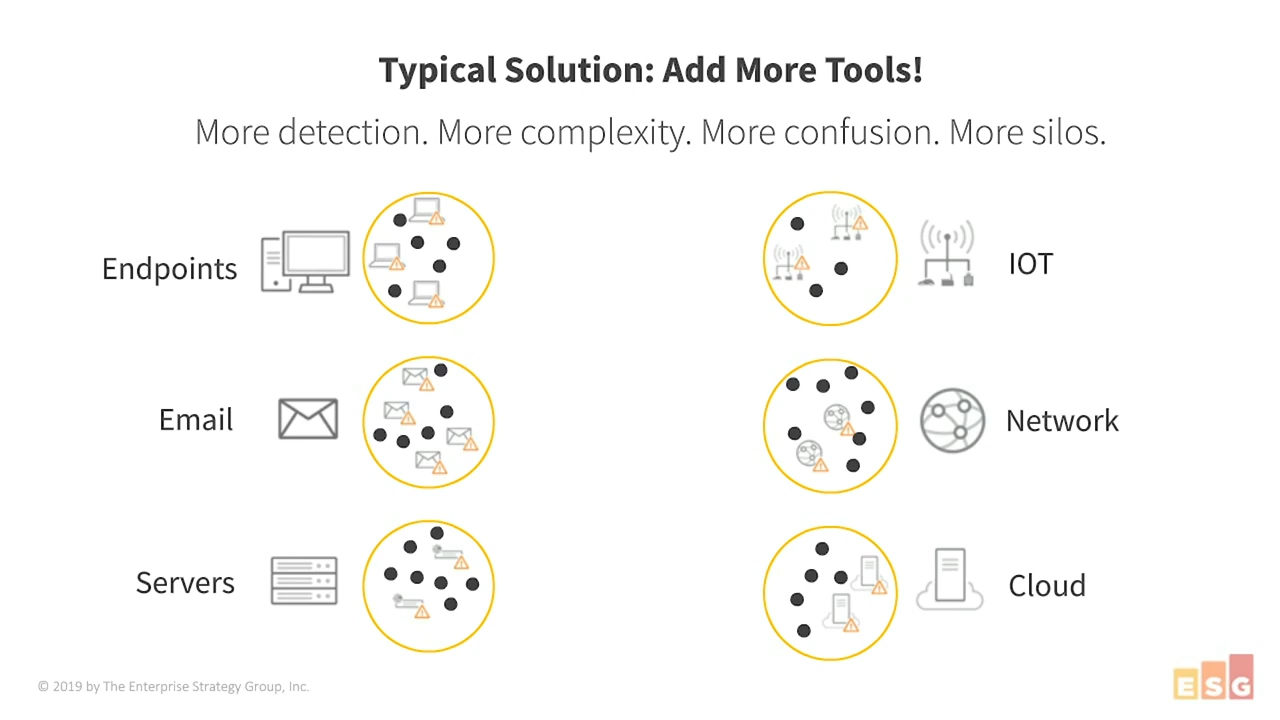 Typical Solution: Add More Tools!
More detection. More complexity. More confusion. More silos.
Endpoints
IOT
Email
Network
Servers
Cloud
© 2019 by The Enterprise Strategy Group, Inc.
ESG